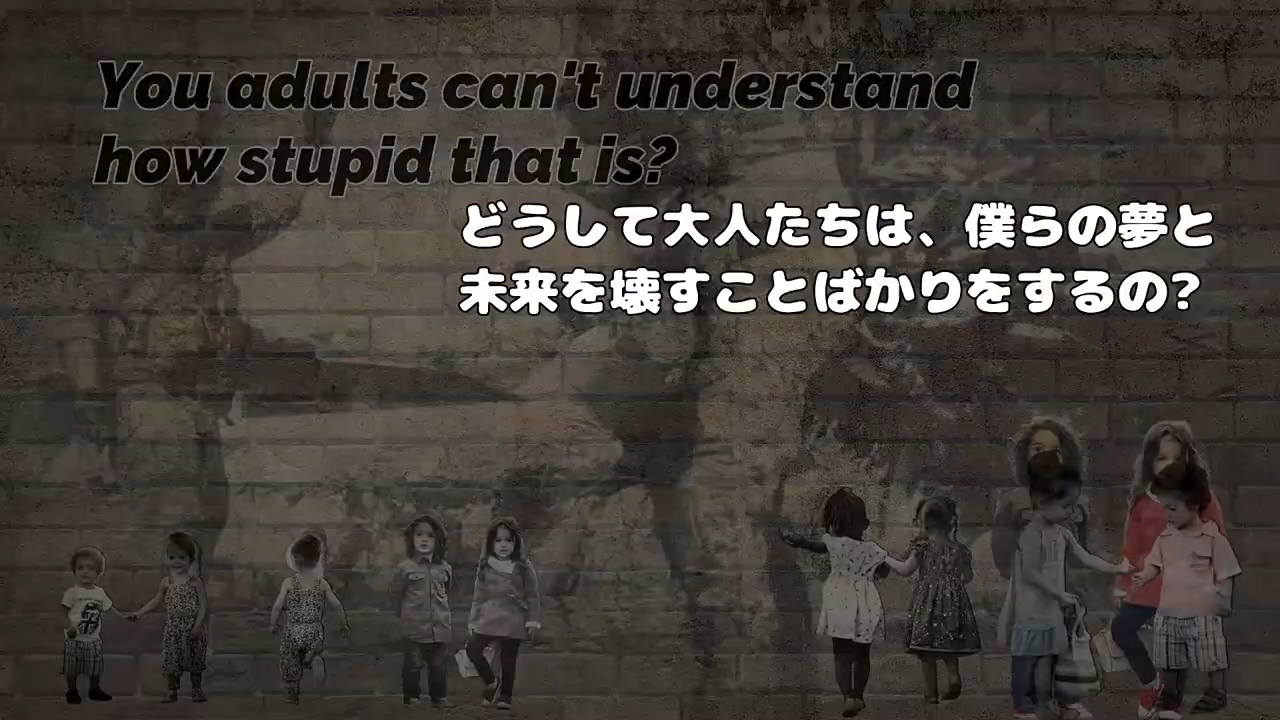 You adults can't understand
how stupid that is?
どうして大人たちは、僕らの夢と
未来を壊すことばかりをするの?